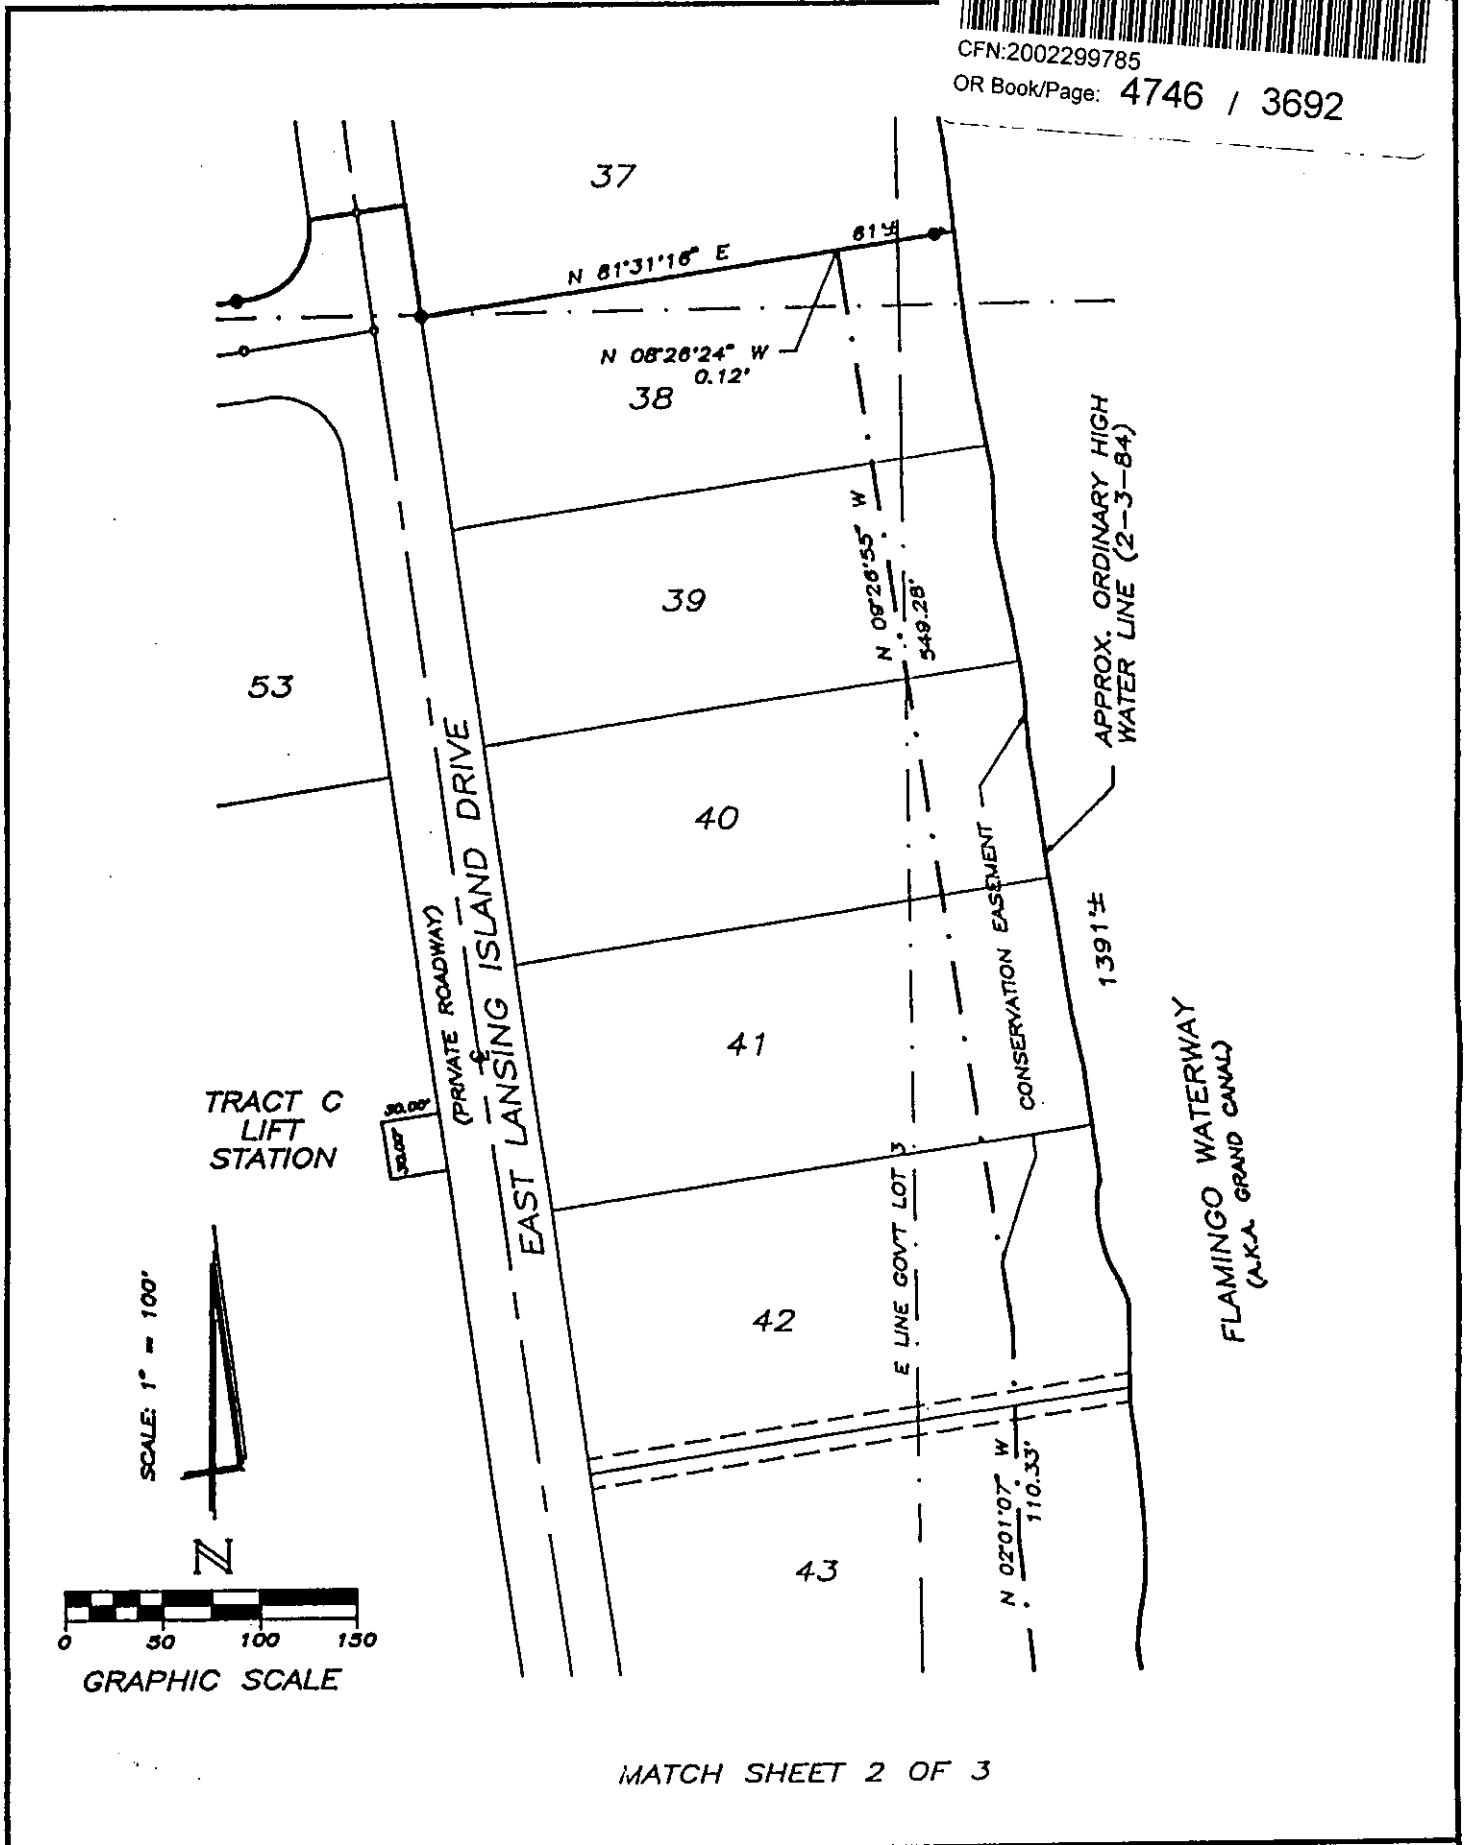 CFN:2002299785
OR Book/Page: 4746 / 3692
37
N 81°31'16" E
81'±
N 08°26'24" W
0.12'
38
APPROX. ORDINARY HIGH
WATER LINE (2-3-84)
N 09°26'55" W
549.28'
39
53
40
CONSERVATION EASEMENT
1391'±
EAST LANSING ISLAND DRIVE
(PRIVATE ROADWAY)
41
TRACT C
LIFT
STATION
30.00'
30.00'
E LINE GOV'T LOT 3
FLAMINGO WATERWAY
(A.K.A. GRAND CANAL)
42
SCALE: 1" = 100'
N
N 02°01'07" W
110.33'
43
0 50 100 150
GRAPHIC SCALE
MATCH SHEET 2 OF 3